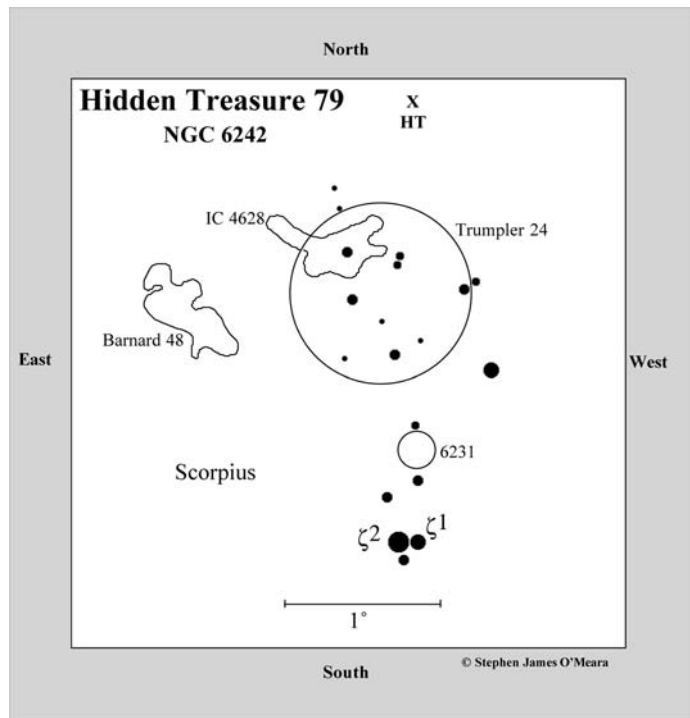 North
Hidden Treasure 79
NGC 6242
X
HT
IC 4628
Trumpler 24
Barnard 48
East
West
6231
Scorpius
ζ2 ζ1
1°
© Stephen James O'Meara
South